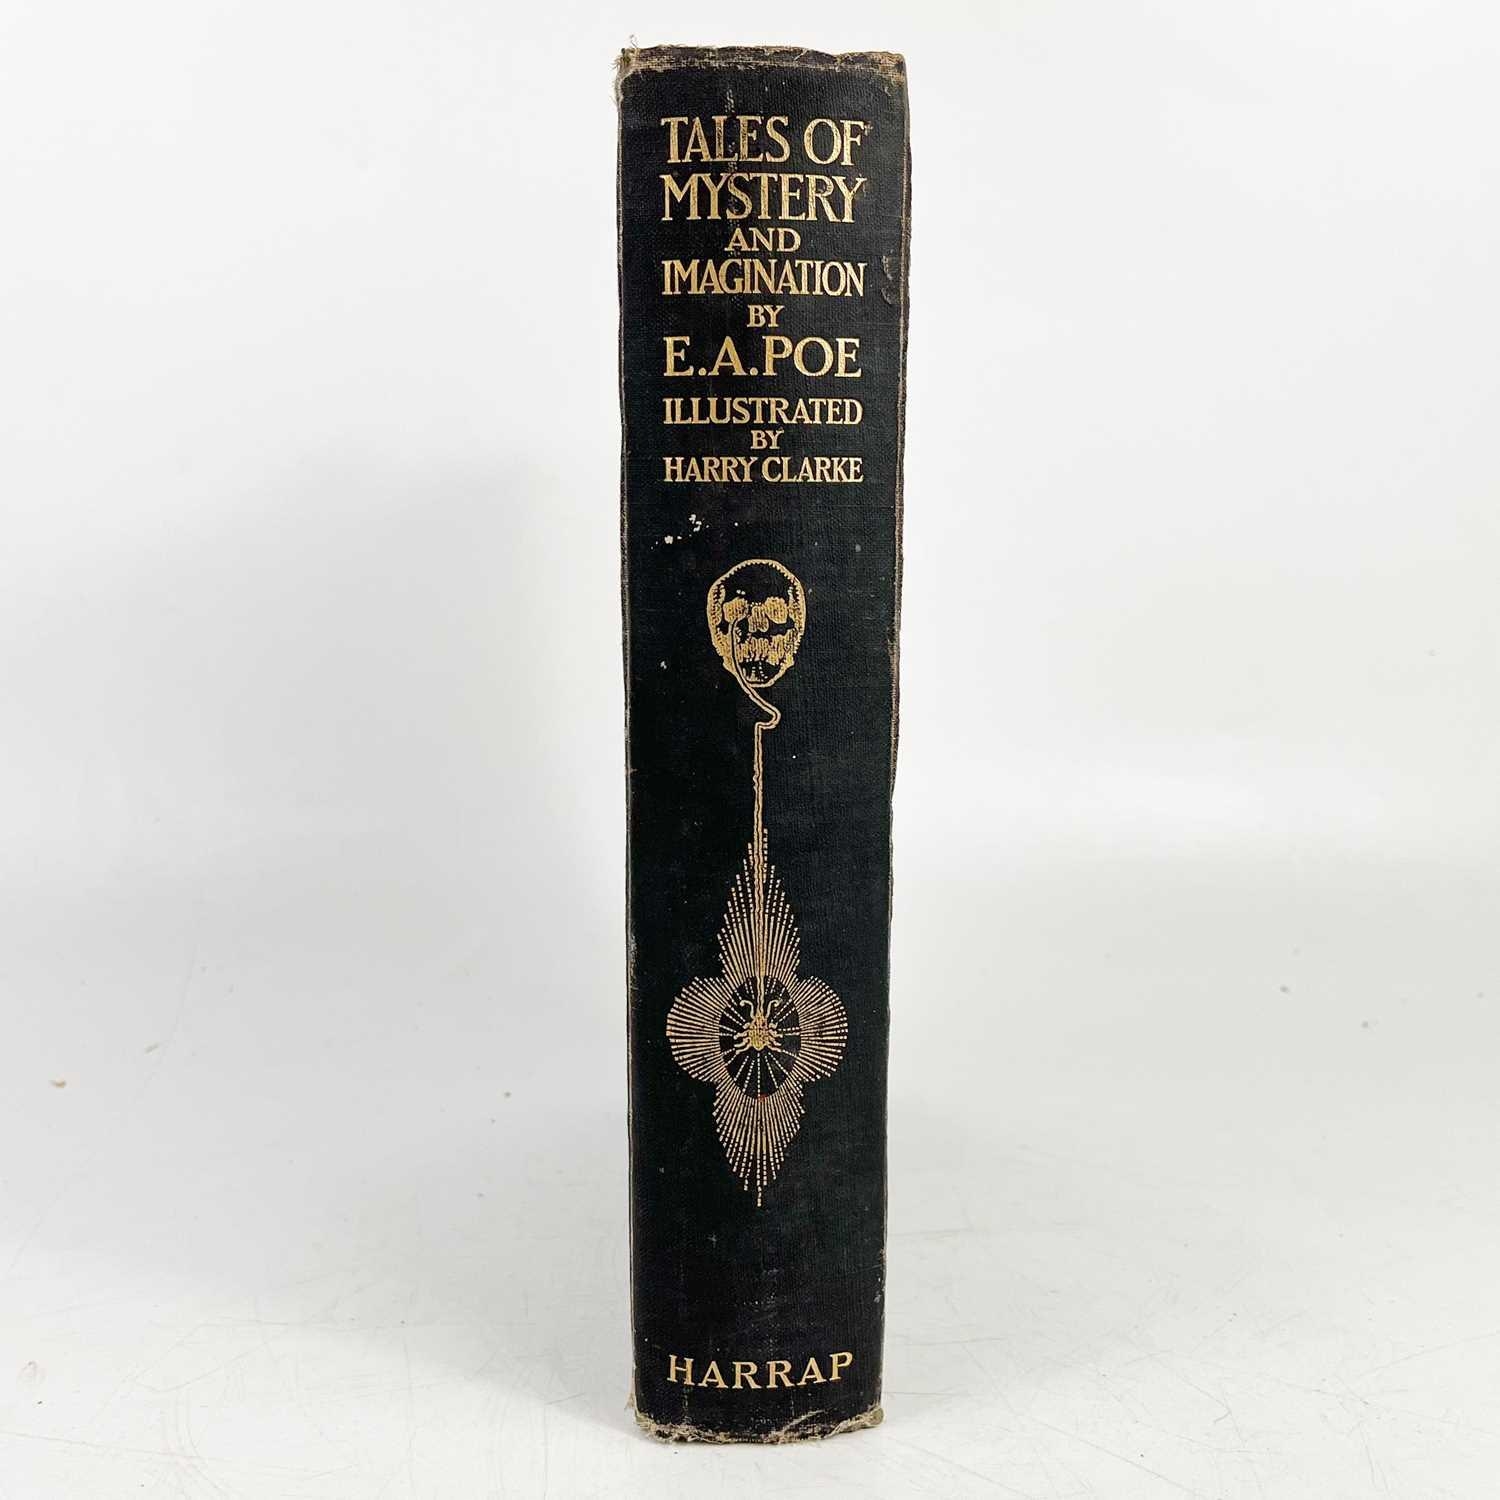 TALES OF
MYSTERY
AND
IMAGINATION
BY
E.A.POE
ILLUSTRATED
BY
HARRY CLARKE
HARRAP